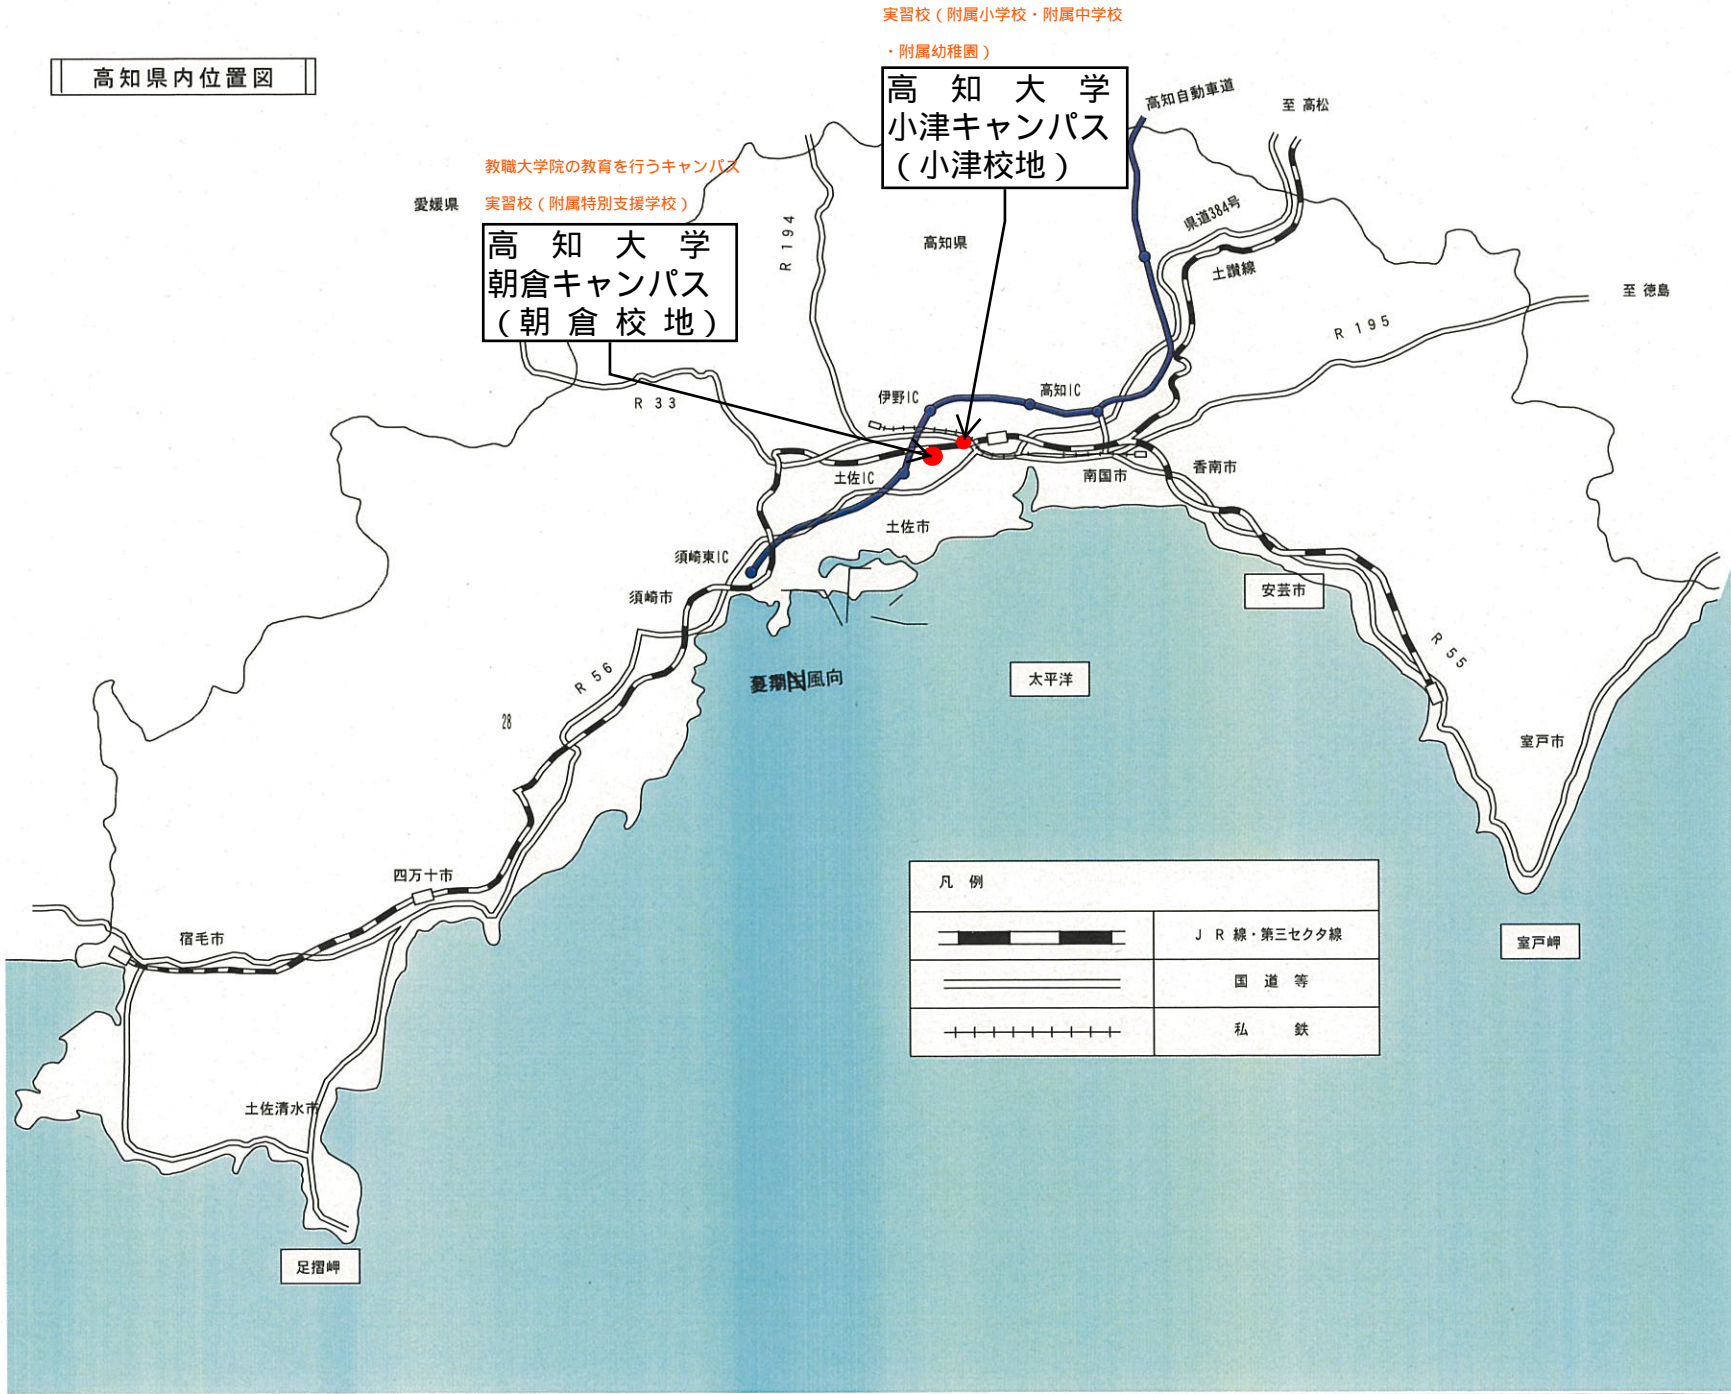 実習校（附属小学校・附属中学校
・附属幼稚園）
高知県内位置図
高知大学
小津キャンパス
（小津校地）
高知自動車道
至 高松
教職大学院の教育を行うキャンパス
実習校（附属特別支援学校）
愛媛県
高知大学
朝倉キャンパス
（朝倉校地）
R 194
高知県
県道384号
土讃線
至 徳島
R 195
R 33
伊野IC
高知IC
土佐IC
南国市
香南市
土佐市
須崎東IC
須崎市
安芸市
R 56
R 55
風向
太平洋
28
室戸市
四万十市
宿毛市
凡 例
J R 線・第三セクタ線
国 道 等
私 鉄
室戸岬
土佐清水市
足摺岬